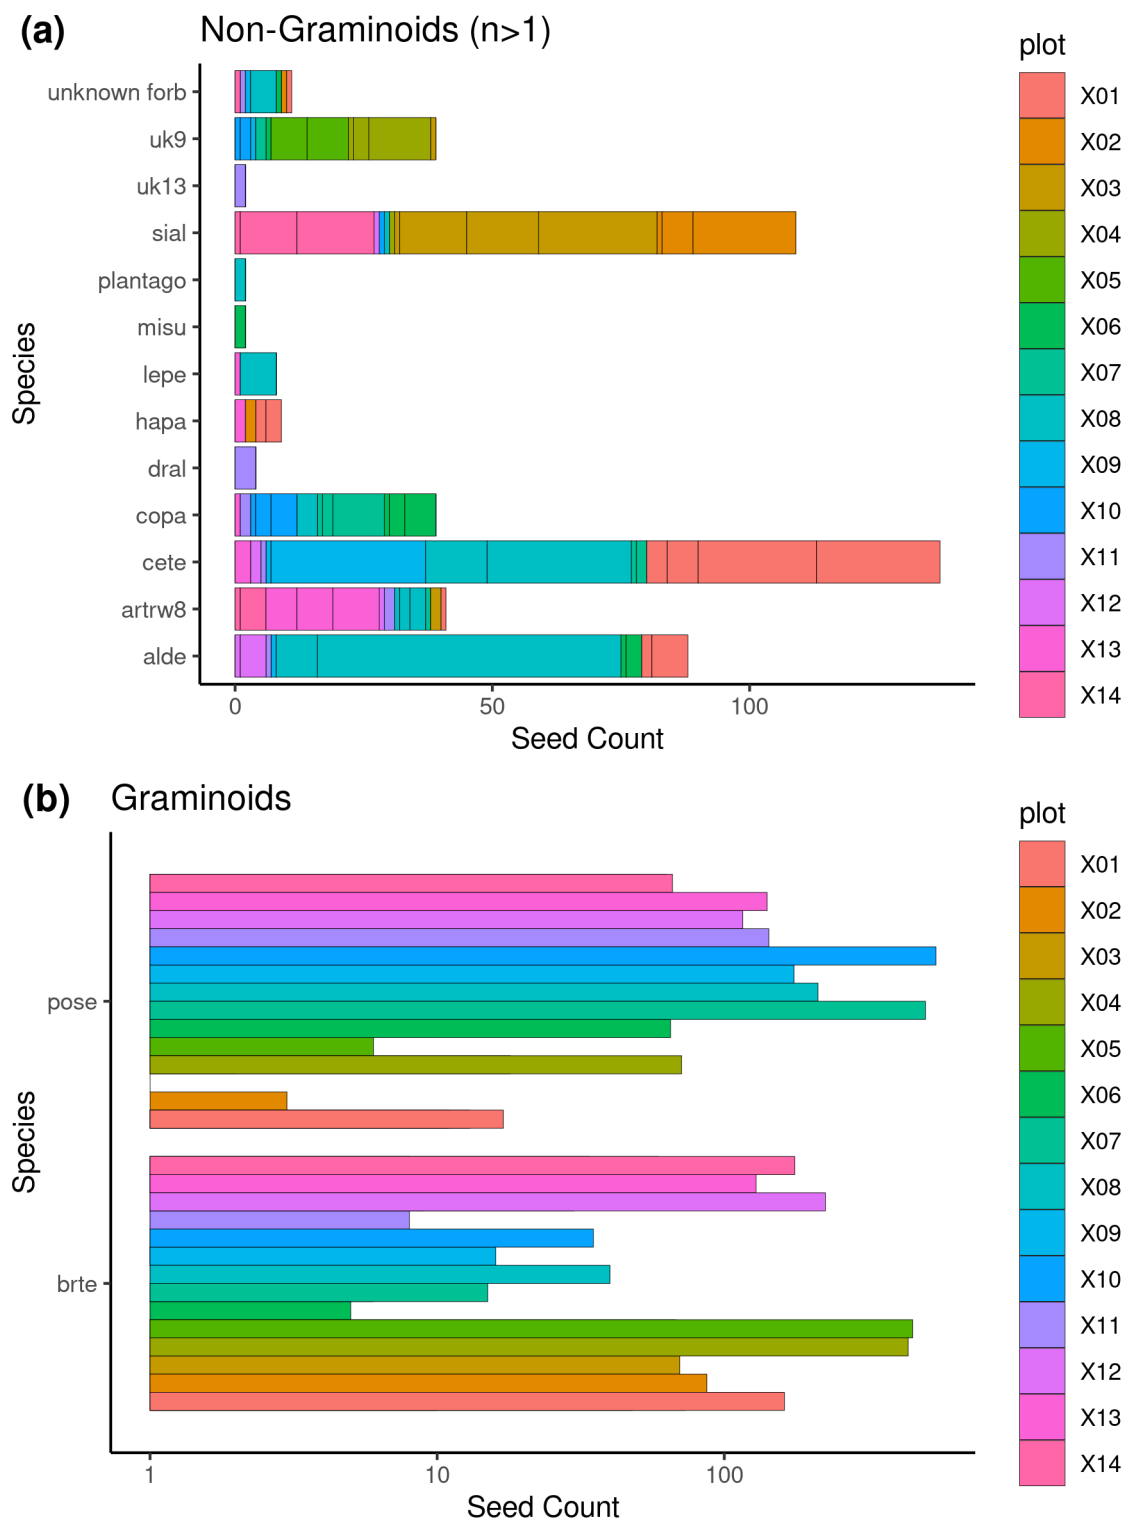 (a) Non-Graminoids (n>1)
Species
unknown forb
uk9
uk13
sial
plantago
misu
lepe
hapa
dral
copa
cete
artrw8
alde
0 50 100
Seed Count
plot
X01
X02
X03
X04
X05
X06
X07
X08
X09
X10
X11
X12
X13
X14
(b) Graminoids
Species
pose
brte
1 10 100
Seed Count
plot
X01
X02
X03
X04
X05
X06
X07
X08
X09
X10
X11
X12
X13
X14